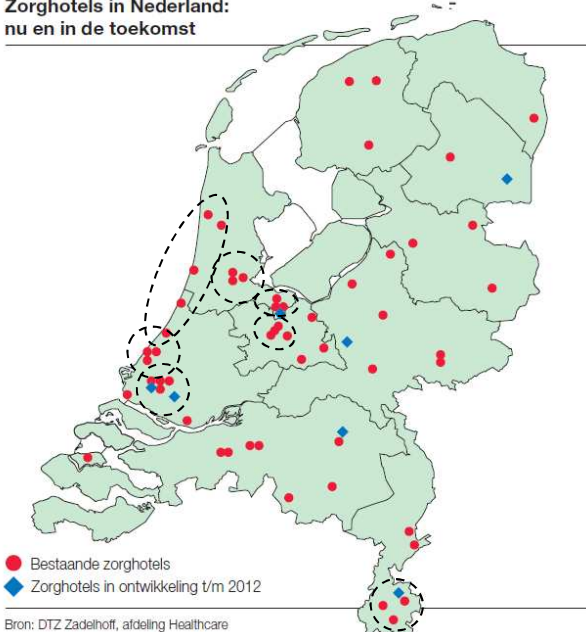 Zorghotels in Nederland:
nu en in de toekomst
Bestaande zorghotels
Zorghotels in ontwikkeling t/m 2012
Bron: DTZ Zadelhoff, afdeling Healthcare